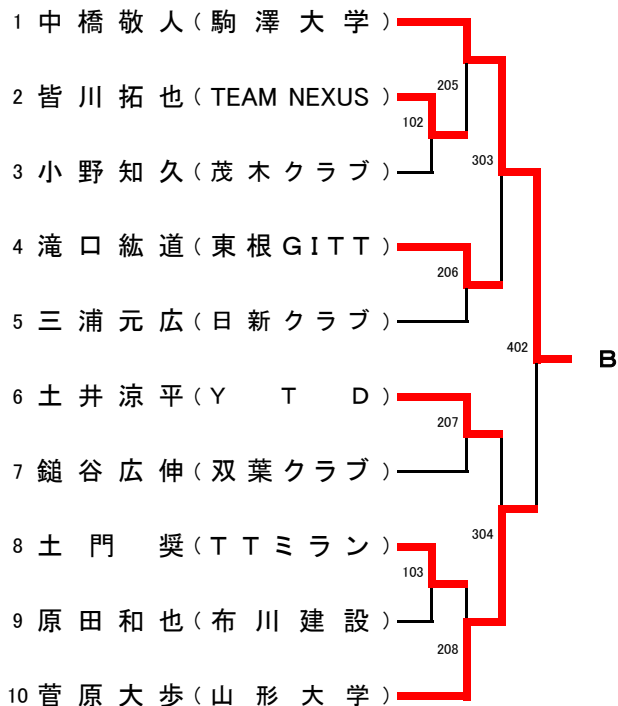 1 中橋敬人(駒澤大学)
205
2 皆川拓也(TEAM NEXUS)
102
303
3 小野知久(茂木クラブ)
4 滝口紘道(東根GITT)
206
5 三浦元広(日新クラブ)
402
B
6 土井涼平(YTD)
207
7 鎚谷広伸(双葉クラブ)
304
8 土門奨(TTミラン)
103
9 原田和也(布川建設)
208
10 菅原大歩(山形大学)